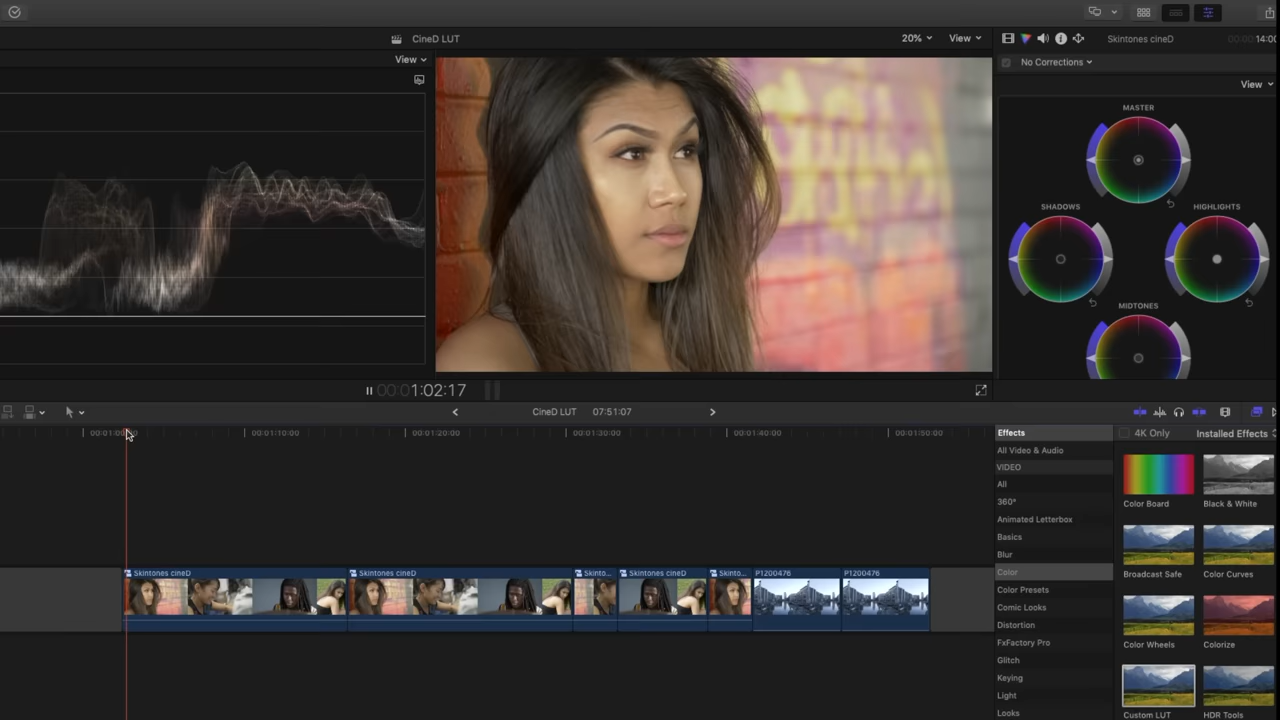 CineD LUT
20%
View
Skintones cineD
14:00
View
No Corrections
View
MASTER
SHADOWS
HIGHLIGHTS
MIDTONES
00:00:1:02:17
CineD LUT
07:51:07
00:01:10:00
00:01:20:00
00:01:30:00
00:01:40:00
00:01:50:00
Effects
4K Only
Installed Effects
All Video & Audio
VIDEO
All
360°
Animated Letterbox
Basics
Blur
Color
Color Presets
Comic Looks
Distortion
FxFactory Pro
Glitch
Keying
Light
Looks
Color Board
Black & White
Broadcast Safe
Color Curves
Color Wheels
Colorize
Custom LUT
HDR Tools
Skintones cineD
Skintones cineD
Skinto...
Skintones cineD
Skinto...
P1200476
P1200476